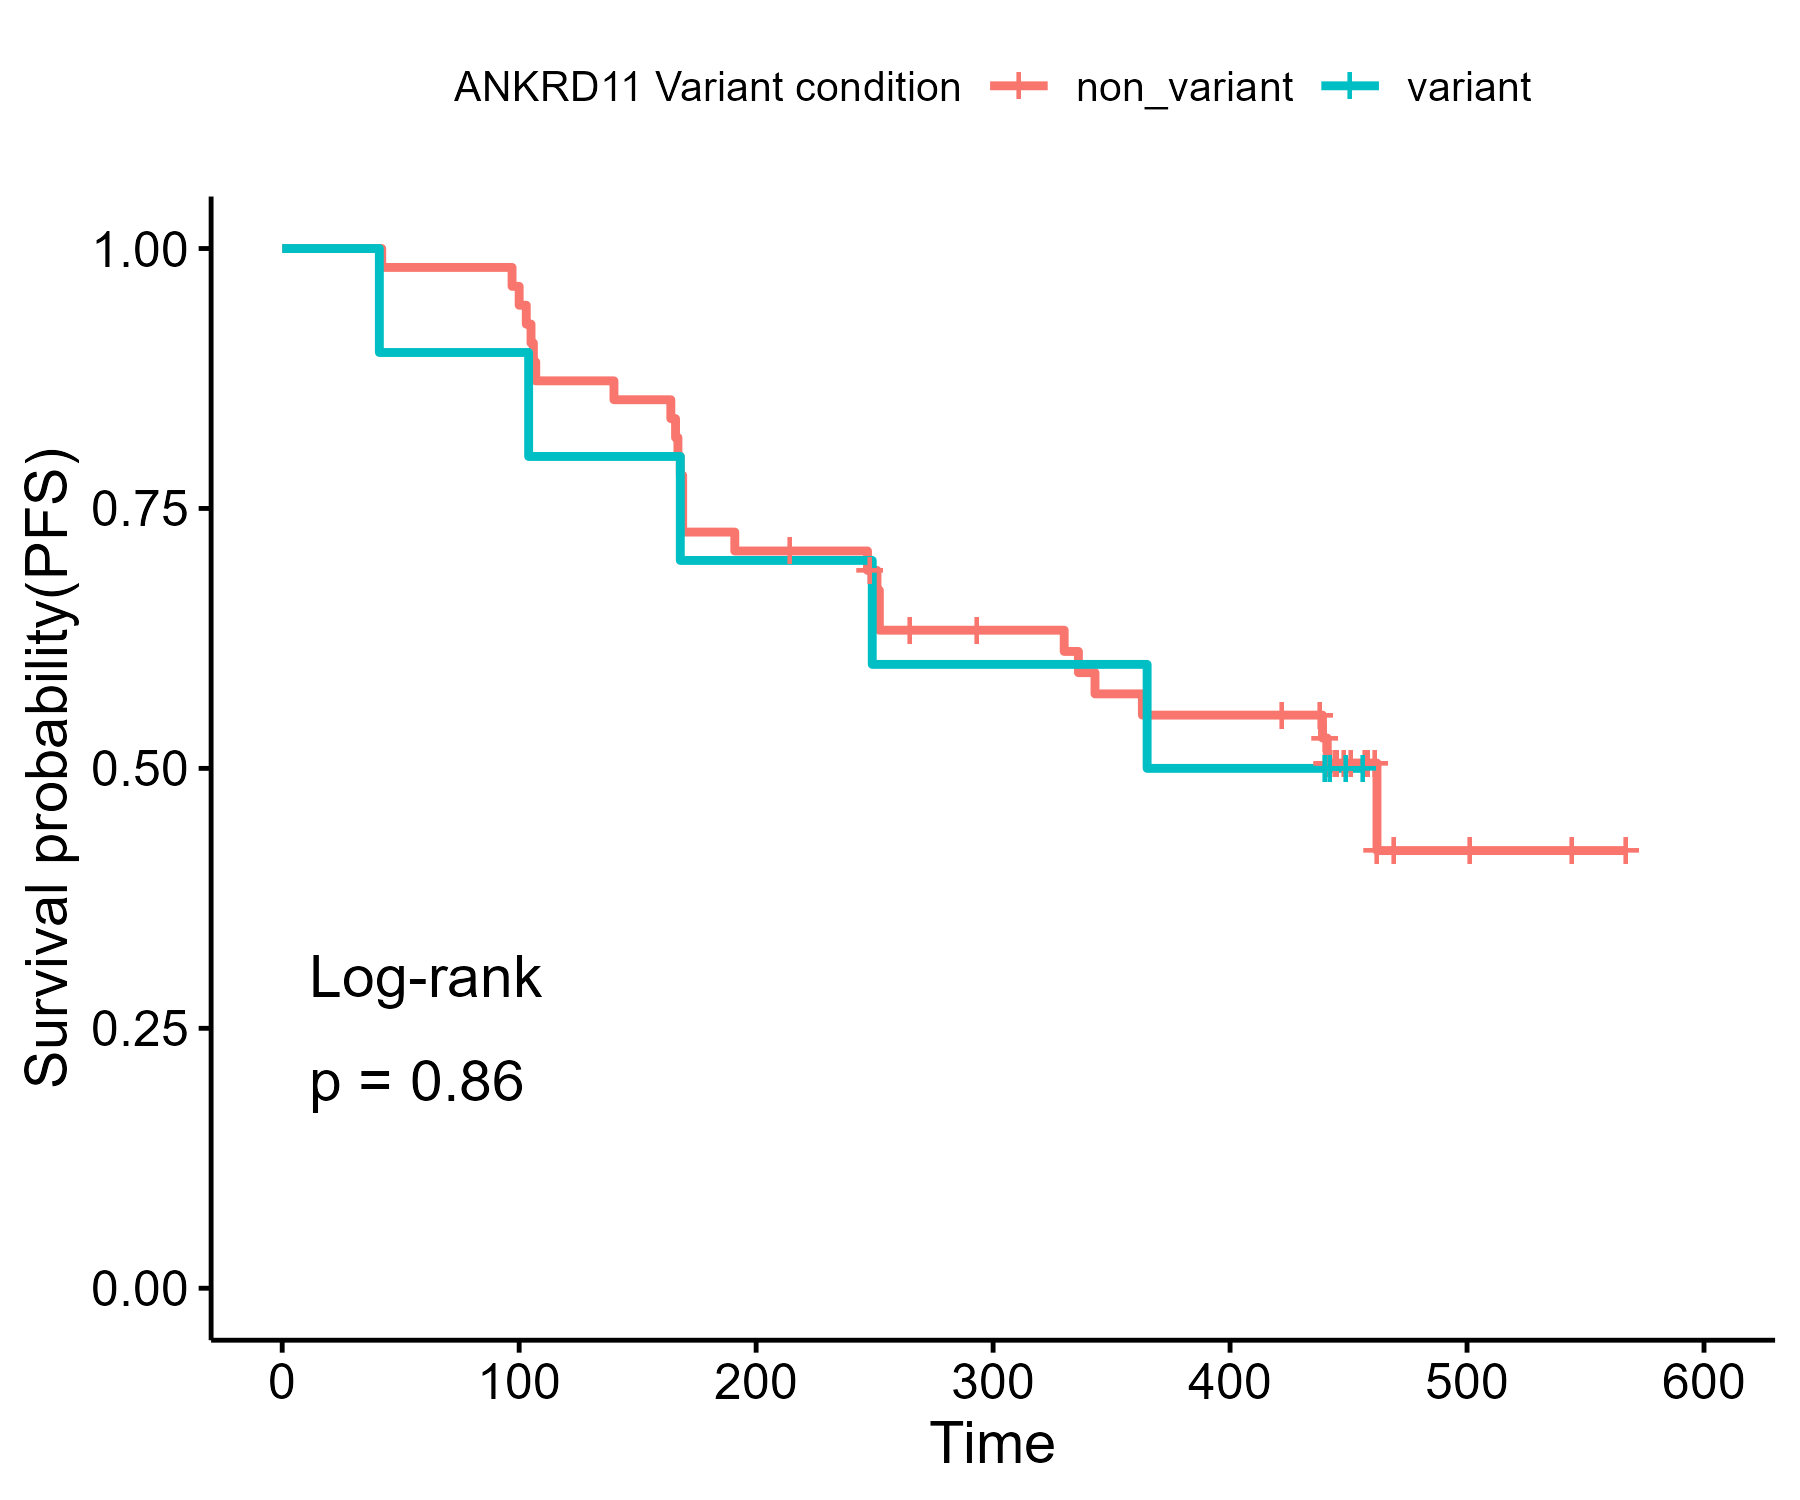 ANKRD11 Variant condition non_variant variant
Survival probability(PFS)
1.00
0.75
0.50
0.25
0.00
Log-rank
p = 0.86
0 100 200 300 400 500 600
Time